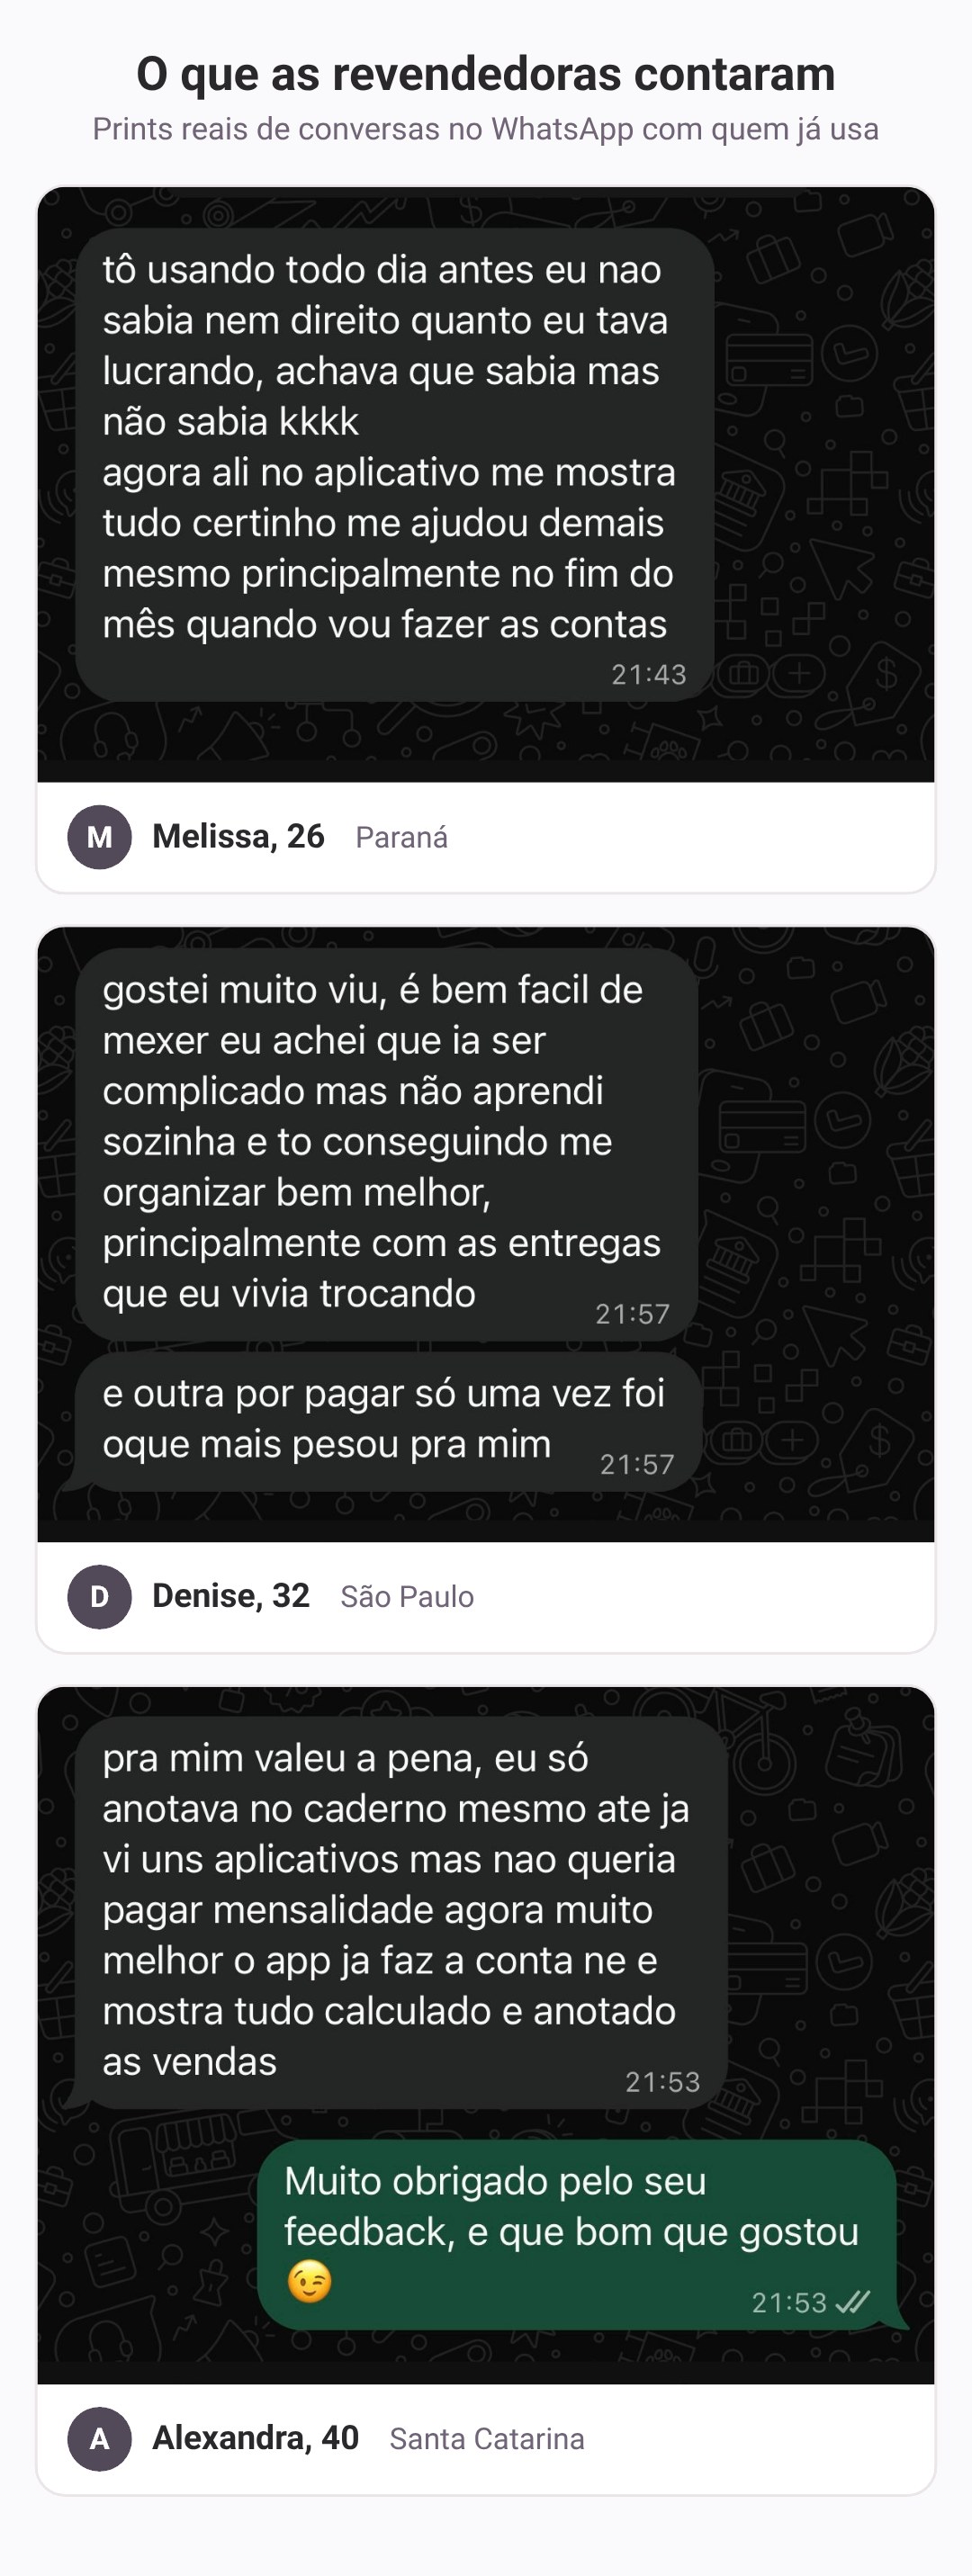 O que as revendedoras contaram
Prints reais de conversas no WhatsApp com quem já usa
tô usando todo dia antes eu nao
sabia nem direito quanto eu tava
lucrando, achava que sabia mas
não sabia kkkk
agora ali no aplicativo me mostra
tudo certinho me ajudou demais
mesmo principalmente no fim do
mês quando vou fazer as contas
21:43
M Melissa, 26 Paraná
gostei muito viu, é bem facil de
mexer eu achei que ia ser
complicado mas não aprendi
sozinha e to conseguindo me
organizar bem melhor,
principalmente com as entregas
que eu vivia trocando
21:57
e outra por pagar só uma vez foi
oque mais pesou pra mim
21:57
D Denise, 32 São Paulo
pra mim valeu a pena, eu só
anotava no caderno mesmo ate ja
vi uns aplicativos mas nao queria
pagar mensalidade agora muito
melhor o app ja faz a conta ne e
mostra tudo calculado e anotado
as vendas
21:53
Muito obrigado pelo seu
feedback, e que bom que gostou
😉
21:53
A Alexandra, 40 Santa Catarina